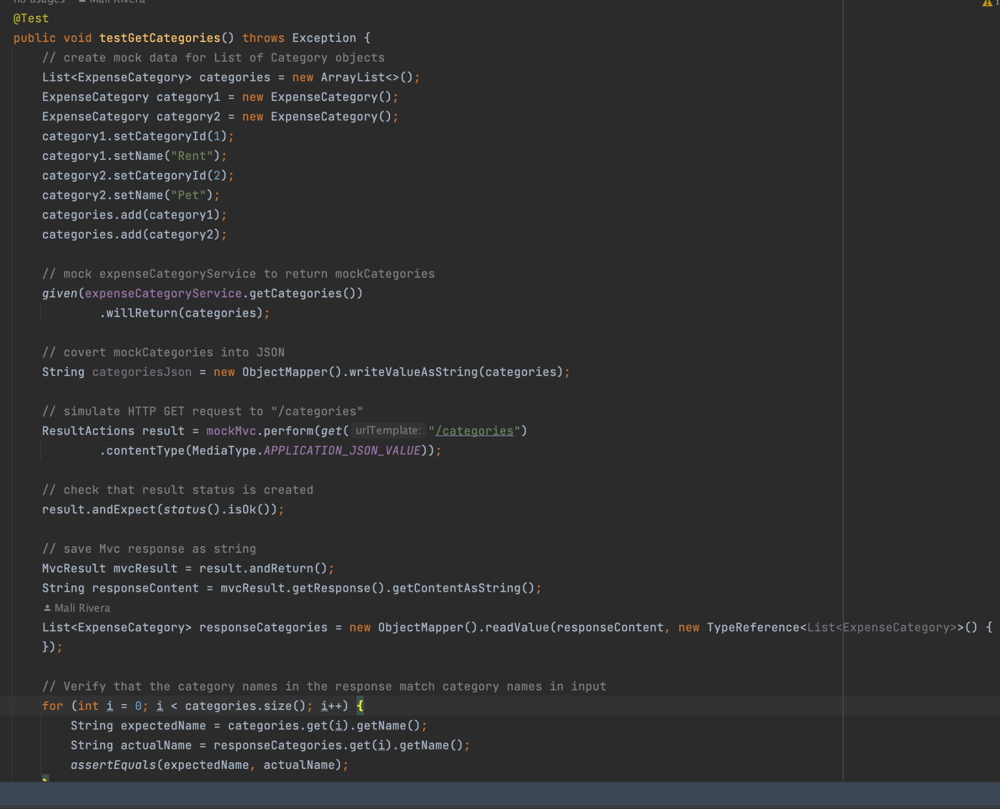 no usages   Mali Rivera
1
@Test
public void testGetCategories() throws Exception {
    // create mock data for List of Category objects
    List<ExpenseCategory> categories = new ArrayList<>();
    ExpenseCategory category1 = new ExpenseCategory();
    ExpenseCategory category2 = new ExpenseCategory();
    category1.setCategoryId(1);
    category1.setName("Rent");
    category2.setCategoryId(2);
    category2.setName("Pet");
    categories.add(category1);
    categories.add(category2);
    // mock expenseCategoryService to return mockCategories
    given(expenseCategoryService.getCategories())
            .willReturn(categories);
    // covert mockCategories into JSON
    String categoriesJson = new ObjectMapper().writeValueAsString(categories);
    // simulate HTTP GET request to "/categories"
    ResultActions result = mockMvc.perform(get( urlTemplate: "/categories")
            .contentType(MediaType.APPLICATION_JSON_VALUE));
    // check that result status is created
    result.andExpect(status().isOk());
    // save Mvc response as string
    MvcResult mvcResult = result.andReturn();
    String responseContent = mvcResult.getResponse().getContentAsString();
    Mali Rivera
    List<ExpenseCategory> responseCategories = new ObjectMapper().readValue(responseContent, new TypeReference<List<ExpenseCategory>>() {
    });
    // Verify that the category names in the response match category names in input
    for (int i = 0; i < categories.size(); i++) {
        String expectedName = categories.get(i).getName();
        String actualName = responseCategories.get(i).getName();
        assertEquals(expectedName, actualName);
    }